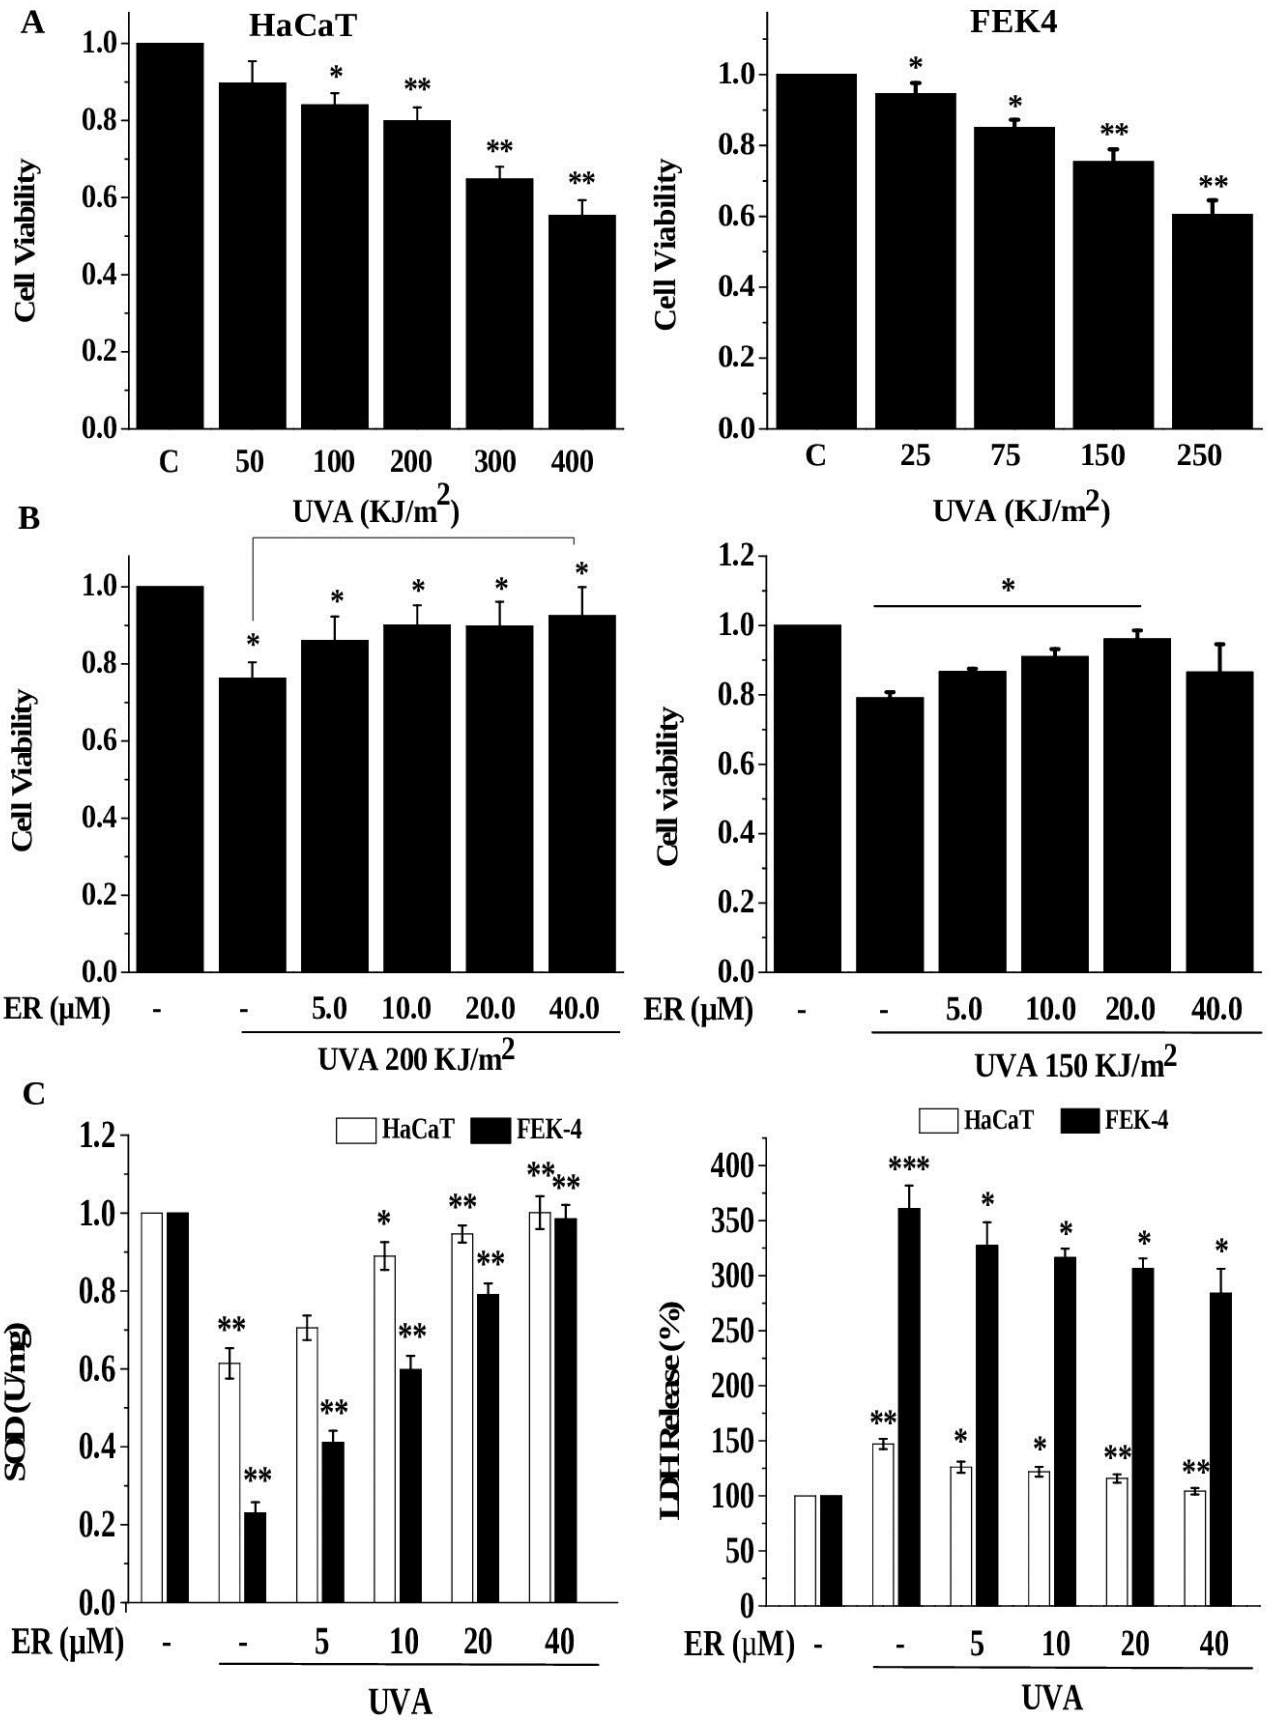 A
HaCaT
Cell Viability
1.0
0.8
0.6
0.4
0.2
0.0
*
**
**
**
C 50 100 200 300 400
UVA (KJ/m2)
FEK4
Cell Viability
1.0
0.8
0.6
0.4
0.2
0.0
*
*
**
**
C 25 75 150 250
UVA (KJ/m2)
B
Cell Viability
1.0
0.8
0.6
0.4
0.2
0.0
* * * * *
ER (µM) - - 5.0 10.0 20.0 40.0
UVA 200 KJ/m2
Cell viability
1.2
1.0
0.8
0.6
0.4
0.2
0.0
*
ER (µM) - - 5.0 10.0 20.0 40.0
UVA 150 KJ/m2
C
HaCaT FEK-4
SOD (U/mg)
1.2
1.0
0.8
0.6
0.4
0.2
0.0
** ** ** * ** ** ** ** **
ER (µM) - - 5 10 20 40
UVA
HaCaT FEK-4
LDH Release (%)
400
350
300
250
200
150
100
50
0
** *** * * * * ** * ** *
ER (µM) - - 5 10 20 40
UVA